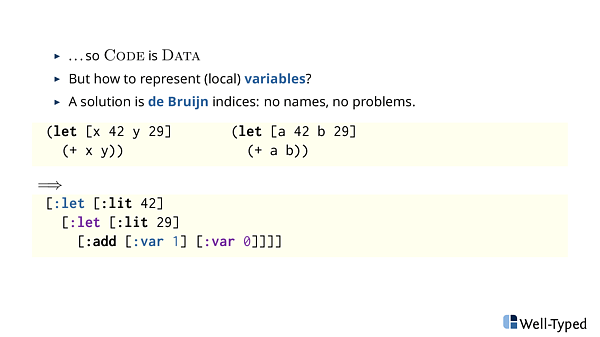 ▸ ...so CODE is DATA
▸ But how to represent (local) variables?
▸ A solution is de Bruijn indices: no names, no problems.
(let [x 42 y 29]        (let [a 42 b 29]
  (+ x y))                (+ a b))
⟹
[:let [:lit 42]
  [:let [:lit 29]
    [:add [:var 1] [:var 0]]]]
Well-Typed